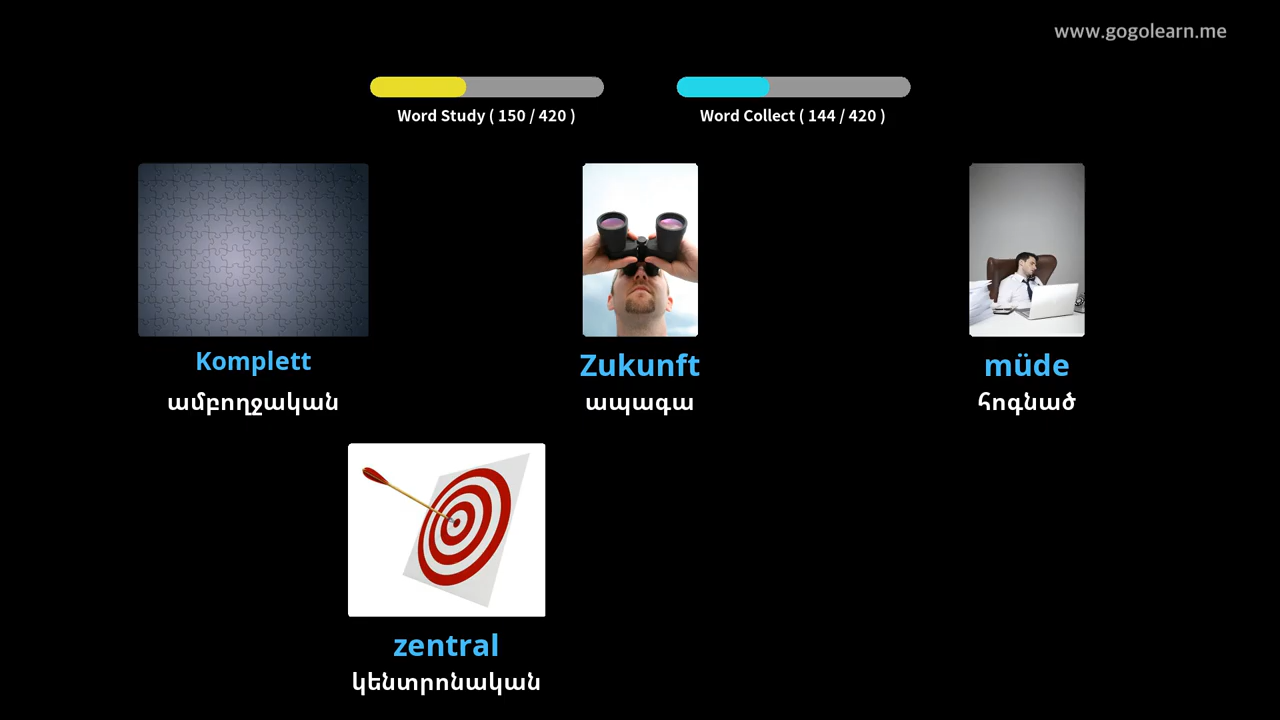 www.gogolearn.me
Word Study ( 150 / 420 )
Word Collect ( 144 / 420 )
Komplett
ամբողջական
Zukunft
ապագա
müde
հոգնած
zentral
կենտրոնական